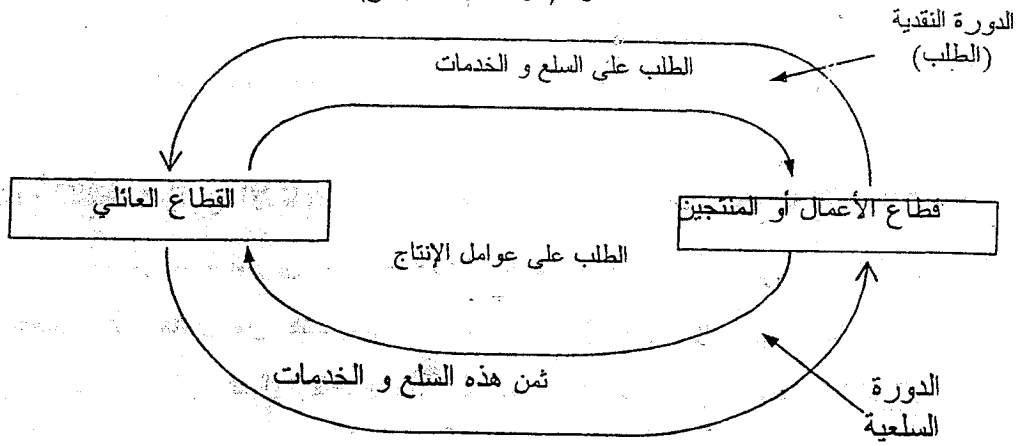 الدورة النقدية
(الطلب)
الطلب على السلع و الخدمات
القطاع العائلي
قطاع الأعمال أو المنتجين
الطلب على عوامل الإنتاج
ثمن هذه السلع و الخدمات
الدورة
السلعية